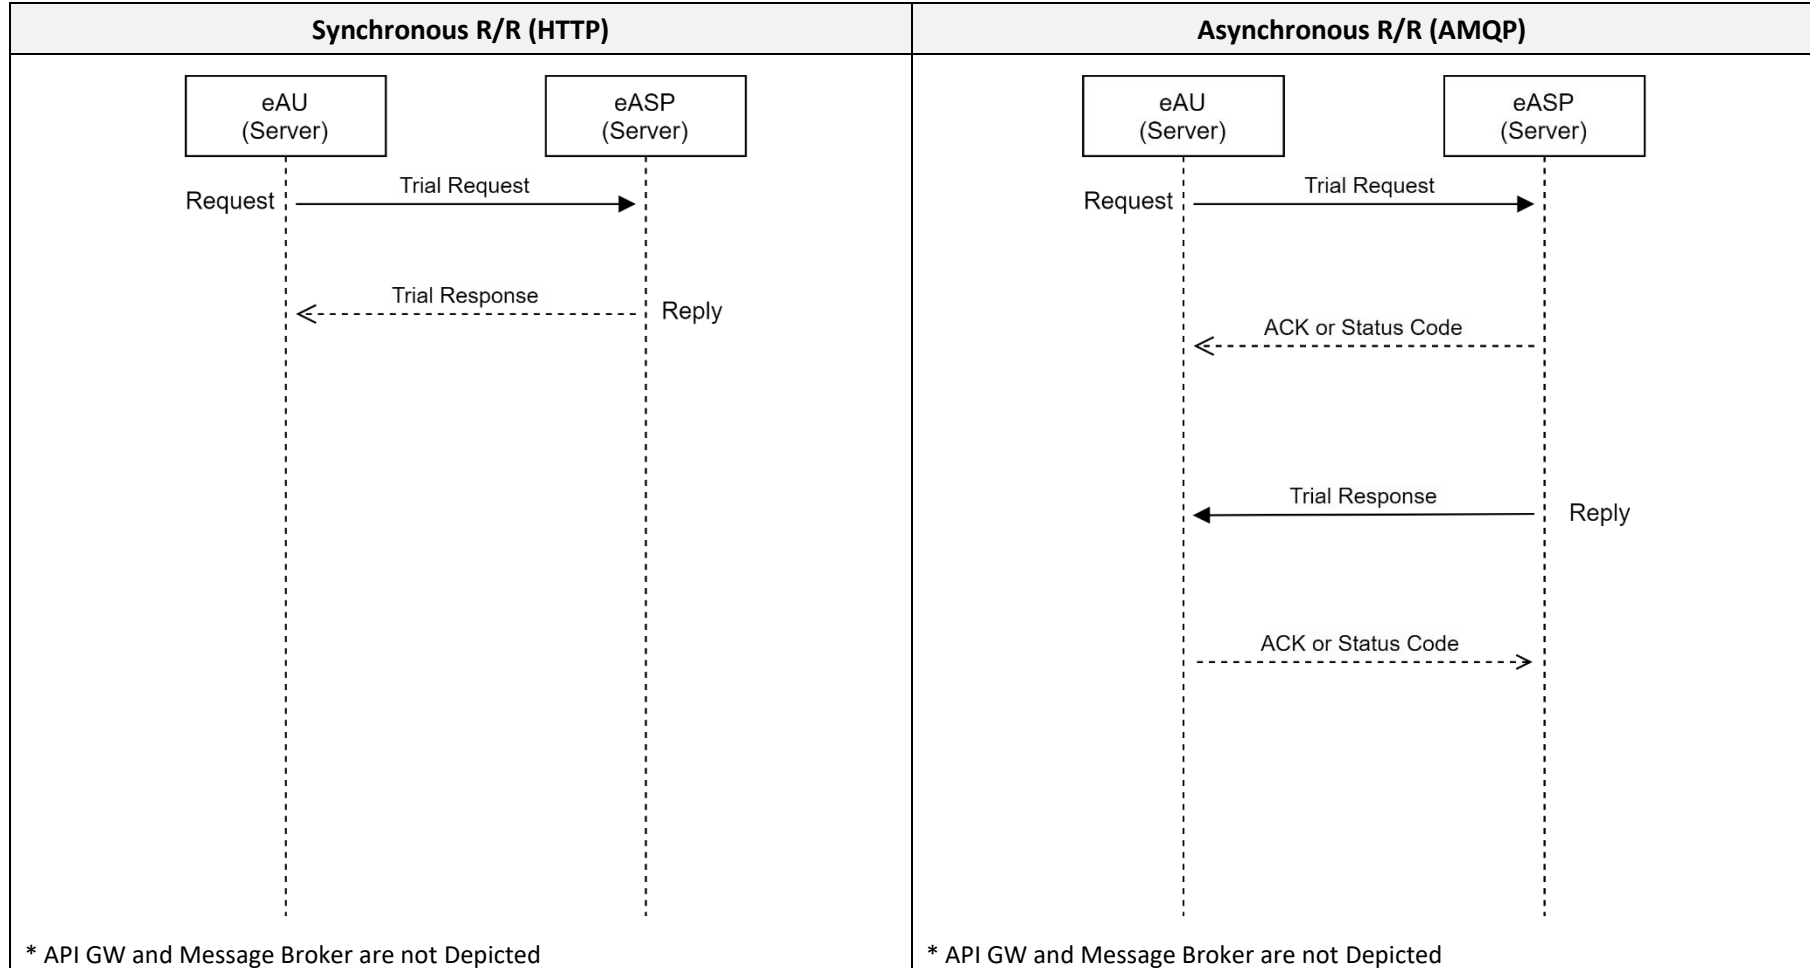 Synchronous R/R (HTTP)
eAU
(Server)
eASP
(Server)
Request
Trial Request
Trial Response
Reply
* API GW and Message Broker are not Depicted
Asynchronous R/R (AMQP)
eAU
(Server)
eASP
(Server)
Request
Trial Request
ACK or Status Code
Trial Response
Reply
ACK or Status Code
* API GW and Message Broker are not Depicted